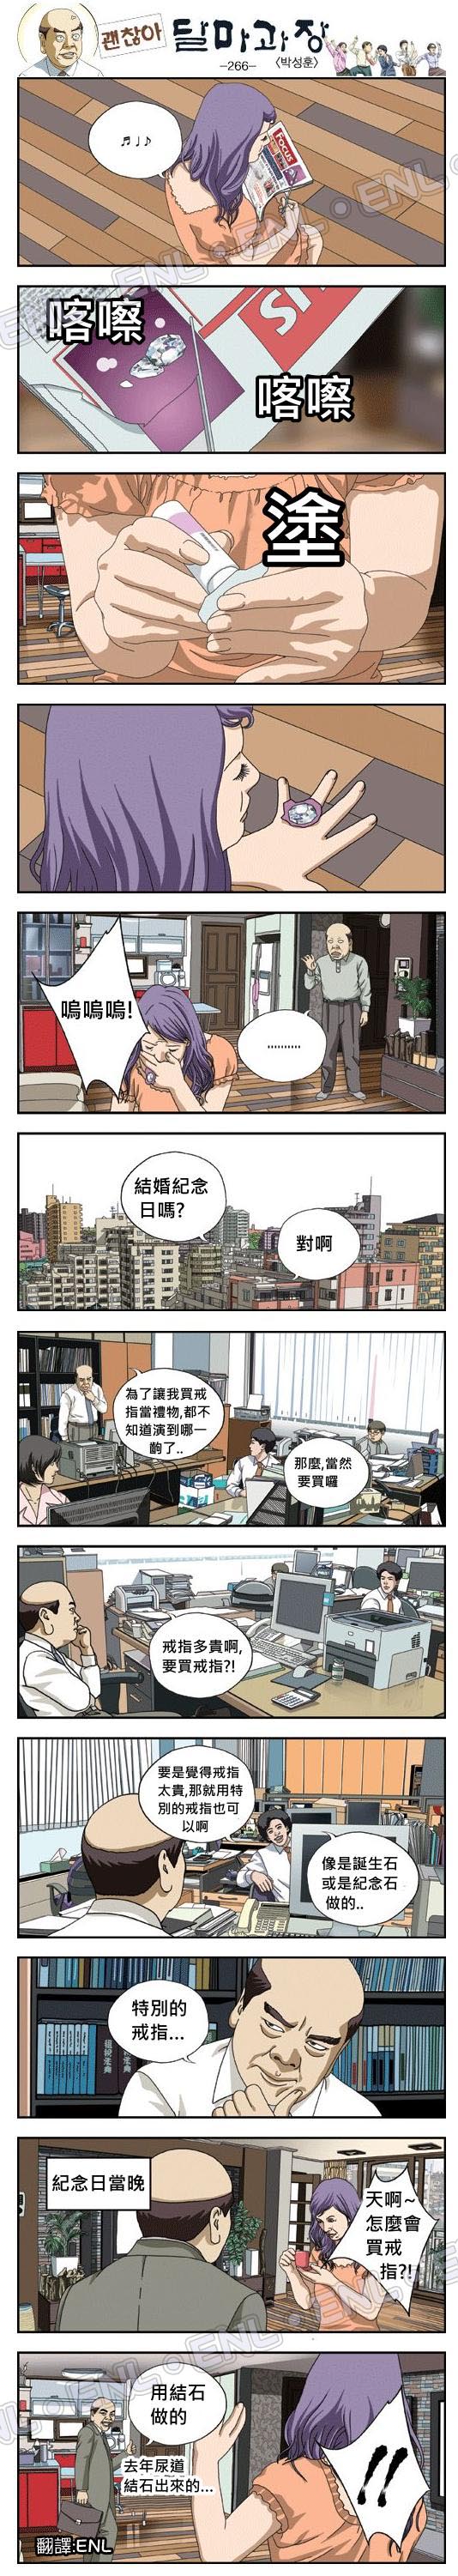 괜찮아 달마과장
-266-
〈박성훈〉
♬♩♪
Focus
喀嚓
喀嚓
塗
嗚嗚嗚!
..........
結婚紀念
日嗎?
對啊
為了讓我買戒
指當禮物,都不
知道演到哪一
齣了..
那麼,當然
要買囉
戒指多貴啊,
要買戒指?!
要是覺得戒指
太貴,那就用特
別的戒指也可
以啊
像是誕生石
或是紀念石
做的..
特別的
戒指...
紀念日當晚
天啊~
怎麼會
買戒
指?!
用結石
做的
去年尿道
結石出來的...
!!
翻譯:ENL
ENL